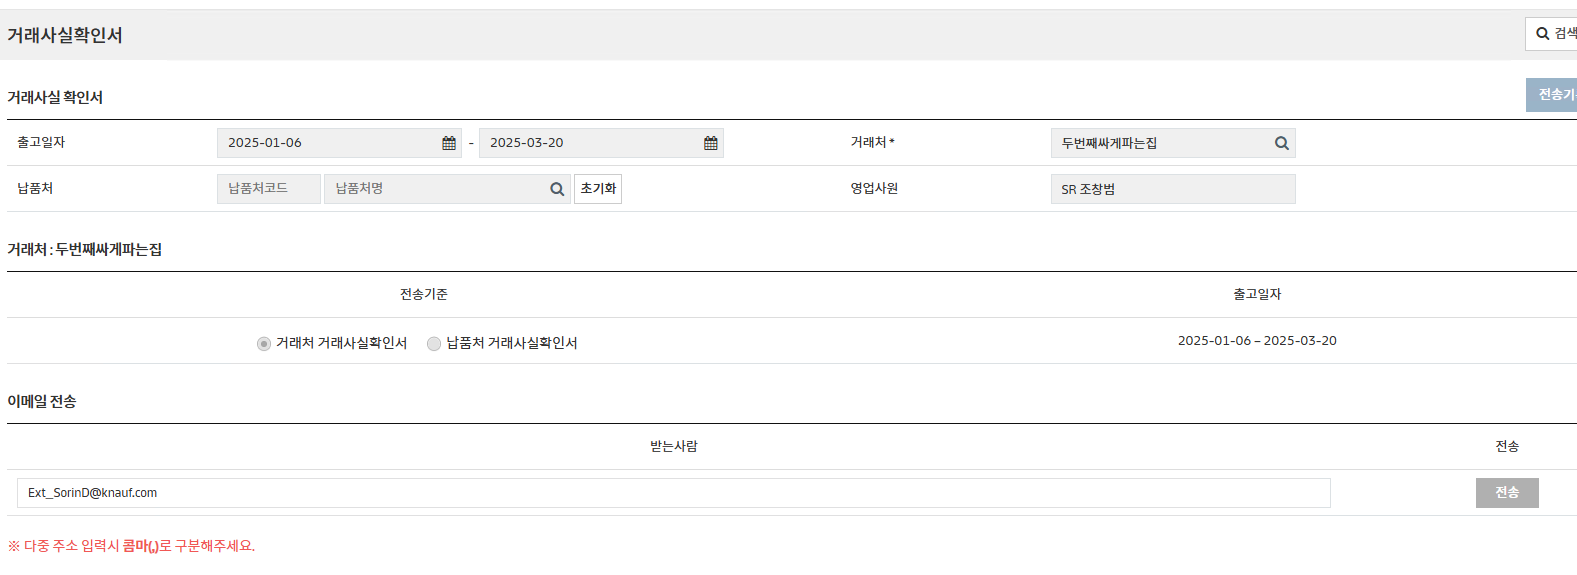 거래사실확인서
검색
거래사실 확인서
전송기
출고일자 2025-01-06 - 2025-03-20 거래처 * 두번째싸게파는집
납품처 납품처코드 납품처명 초기화 영업사원 SR 조창범
거래처 : 두번째싸게파는집
전송기준 출고일자
거래처 거래사실확인서 납품처 거래사실확인서 2025-01-06 – 2025-03-20
이메일 전송
받는사람 전송
Ext_SorinD@knauf.com 전송
※ 다중 주소 입력시 콤마(,)로 구분해주세요.